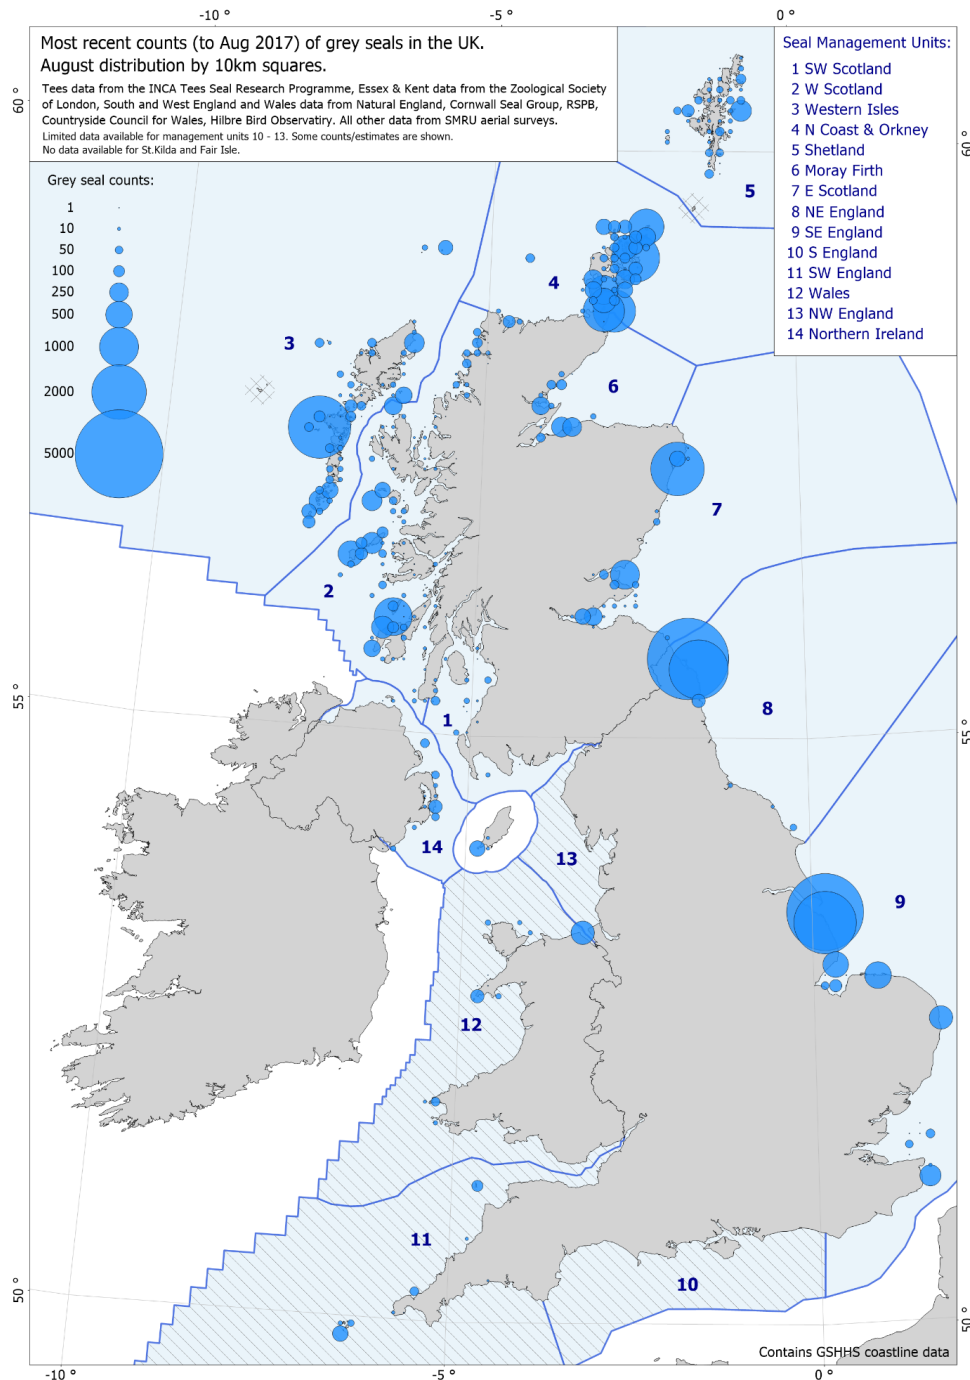 -10 ° -5 ° 0 °
Most recent counts (to Aug 2017) of grey seals in the UK.
August distribution by 10km squares.
Tees data from the INCA Tees Seal Research Programme, Essex & Kent data from the Zoological Society
of London, South and West England and Wales data from Natural England, Cornwall Seal Group, RSPB,
Countryside Council for Wales, Hilbre Bird Observatiry. All other data from SMRU aerial surveys.
Limited data available for management units 10 - 13. Some counts/estimates are shown.
No data available for St.Kilda and Fair Isle.
Seal Management Units:
1 SW Scotland
2 W Scotland
3 Western Isles
4 N Coast & Orkney
5 Shetland
6 Moray Firth
7 E Scotland
8 NE England
9 SE England
10 S England
11 SW England
12 Wales
13 NW England
14 Northern Ireland
Grey seal counts:
1
10
50
100
250
500
1000
2000
5000
60 °
60 °
5
4
3
6
7
2
55 °
1
8
55 °
14
13
9
12
11
10
50 °
50 °
Contains GSHHS coastline data
-10 ° -5 ° 0 °